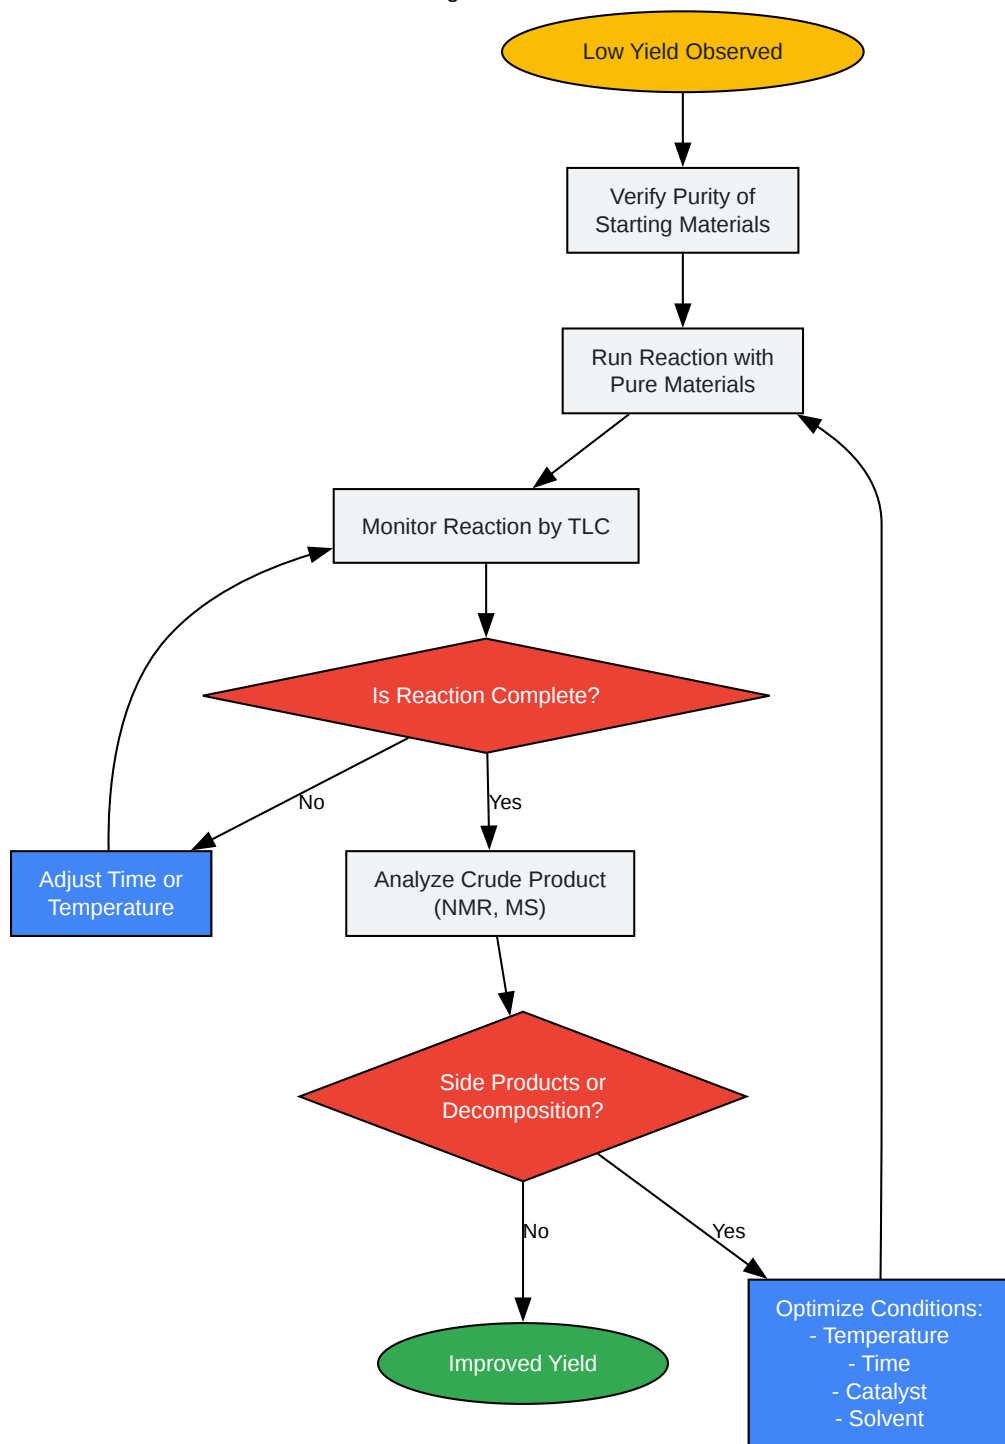 Low Yield Observed
Verify Purity of
Starting Materials
Run Reaction with
Pure Materials
Monitor Reaction by TLC
Is Reaction Complete?
No
Yes
Adjust Time or
Temperature
Analyze Crude Product
(NMR, MS)
Side Products or
Decomposition?
No
Yes
Improved Yield
Optimize Conditions:
- Temperature
- Time
- Catalyst
- Solvent